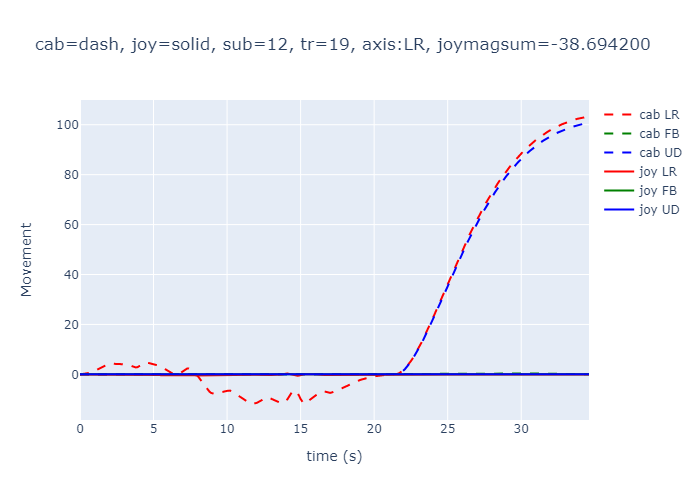 cab=dash, joy=solid, sub=12, tr=19, axis:LR, joymagsum=-38.694200
cab LR
cab FB
cab UD
joy LR
joy FB
joy UD
Movement
100
80
60
40
20
0
0 5 10 15 20 25 30
time (s)